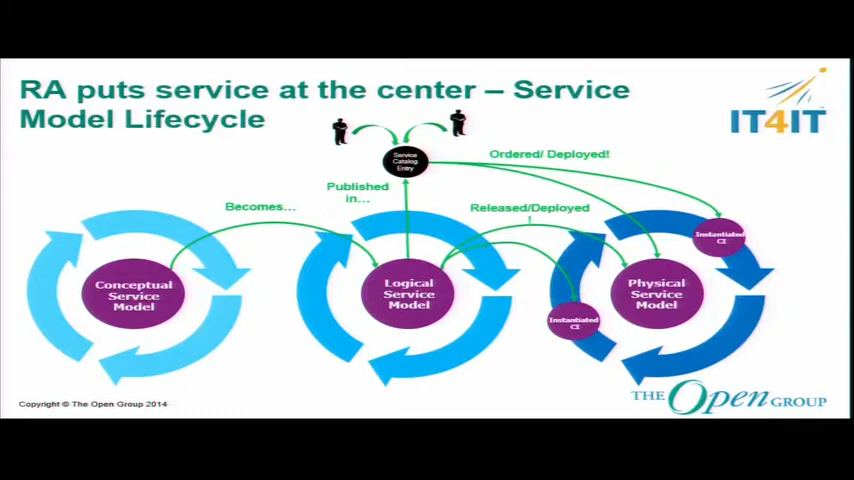 RA puts service at the center – Service
Model Lifecycle
IT4IT
Service
Catalog
Entry
Ordered/ Deployed!
Published
in…
Becomes…
Released/Deployed
!
Instantiated
CI
Conceptual
Service
Model
Logical
Service
Model
Physical
Service
Model
Instantiated
CI
Copyright © The Open Group 2014
THE Open GROUP